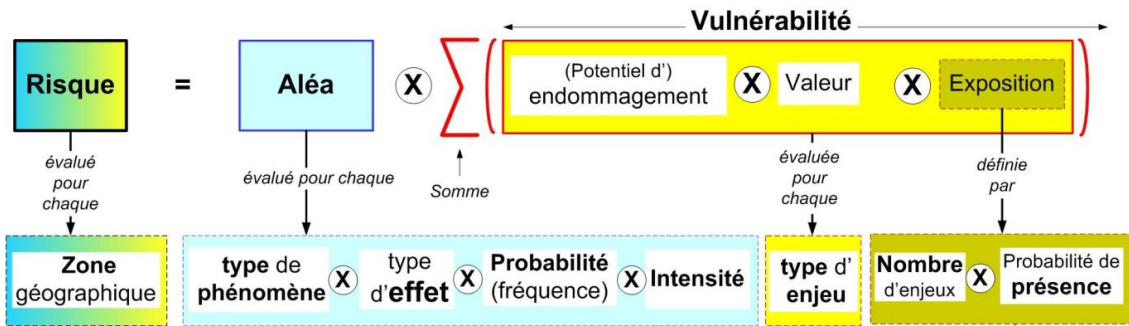 Vulnérabilité
Risque = Aléa X ∑ ( (Potentiel d')
endommagement X Valeur X Exposition )
évalué
pour
chaque
évalué pour chaque
Somme
évaluée
pour
chaque
définie
par
Zone
géographique
type de
phénomène
X
type
d'effet
X
Probabilité
(fréquence)
X
Intensité
type d'
enjeu
Nombre
d'enjeux
X
Probabilité de
présence